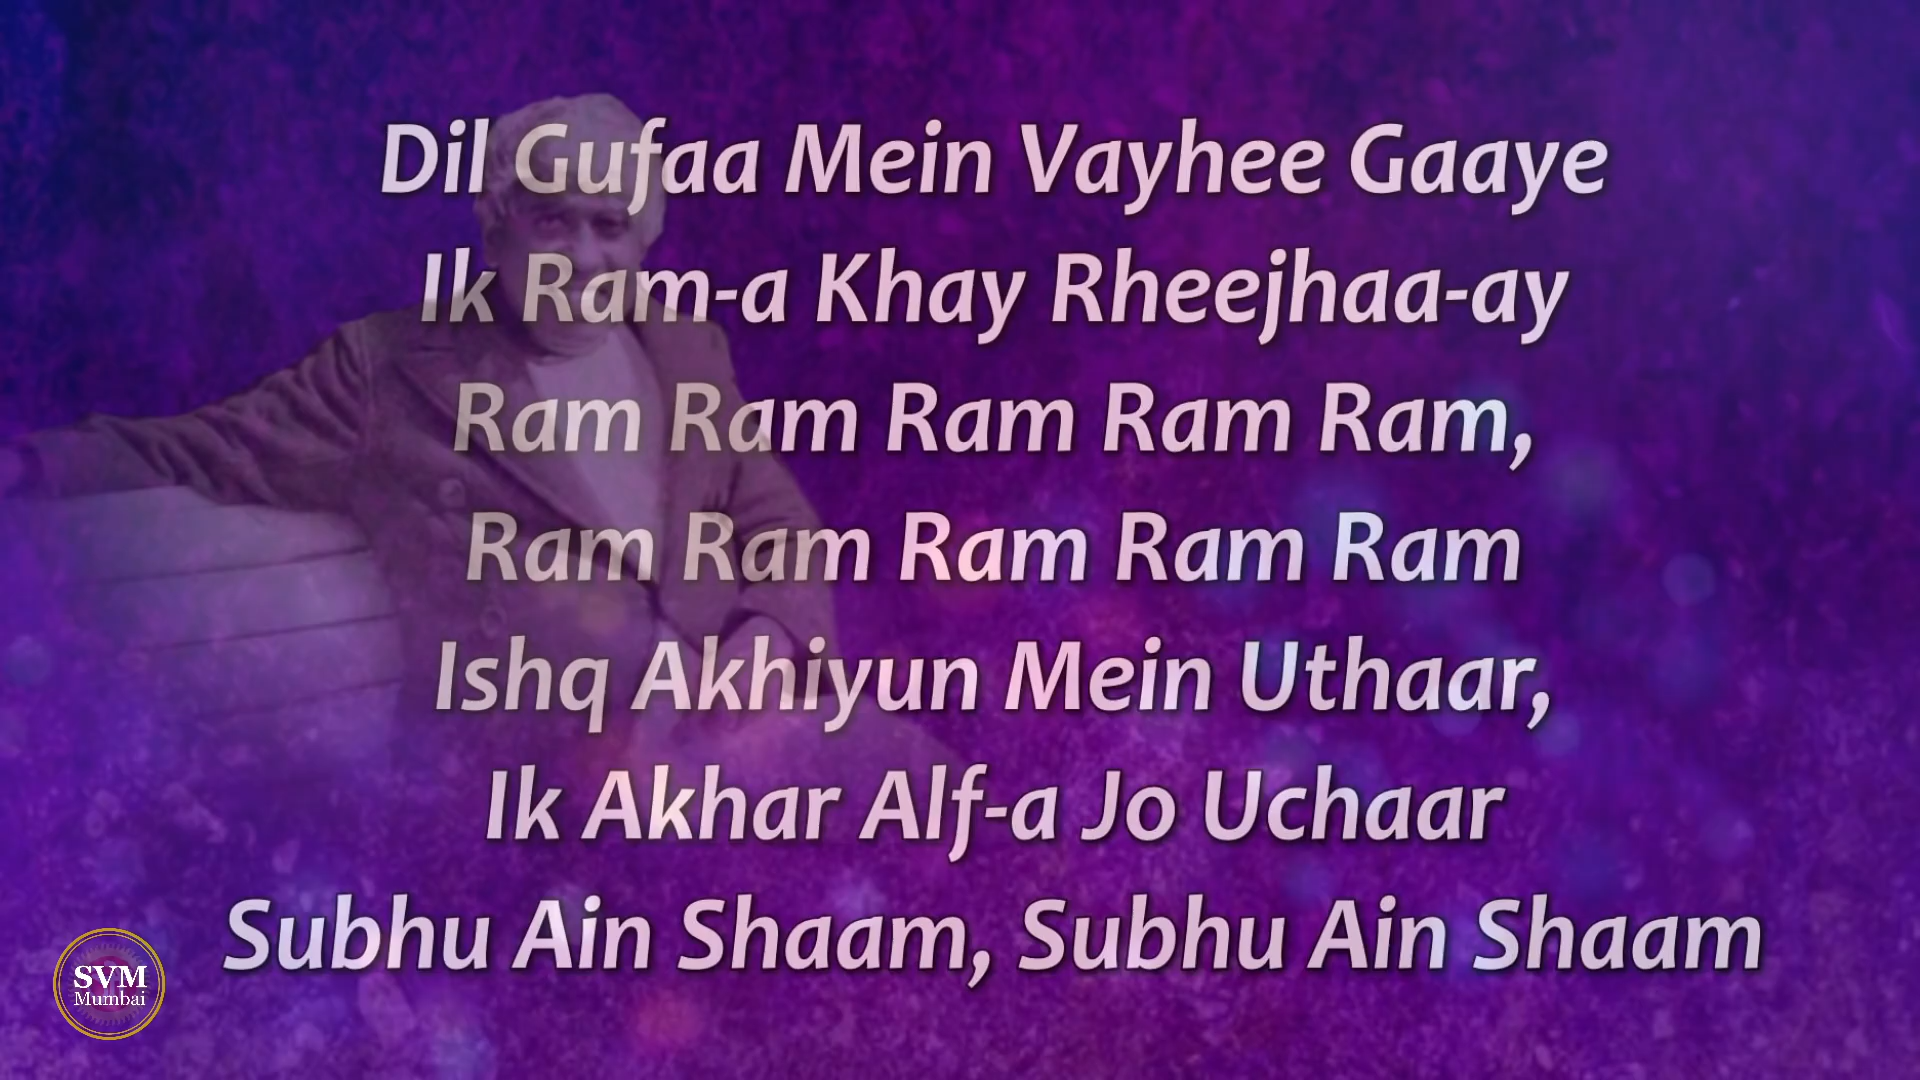 Dil Gufaa Mein Vayhee Gaaye
Ik Ram-a Khay Rheejhaa-ay
Ram Ram Ram Ram Ram,
Ram Ram Ram Ram Ram
Ishq Akhiyun Mein Uthaar,
Ik Akhar Alf-a Jo Uchaar
Subhu Ain Shaam, Subhu Ain Shaam
SVM
Mumbai